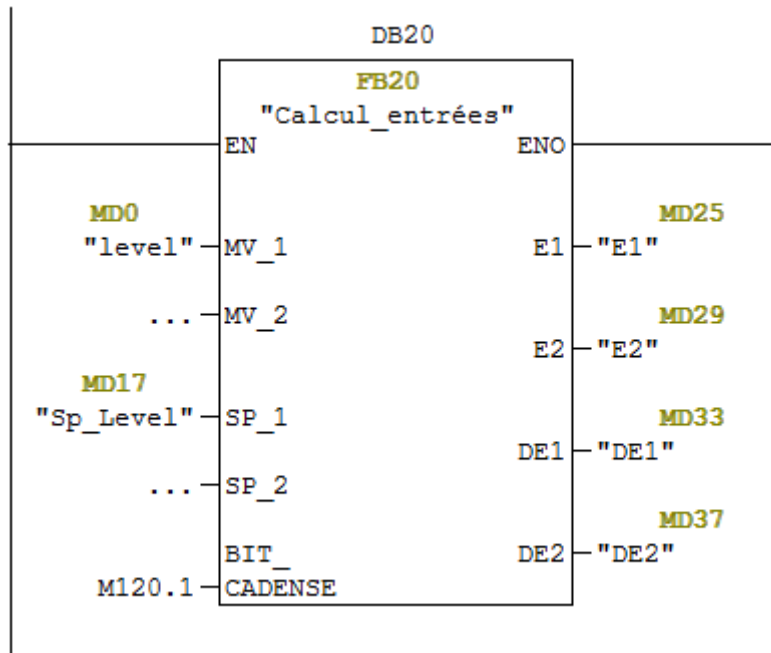 DB20
FB20
"Calcul_entrées"
EN ENO
MD0 MD25
"level" MV_1 E1 "E1"
... MV_2 MD29
E2 "E2"
MD17
"Sp_Level" SP_1 MD33
DE1 "DE1"
... SP_2
MD37
BIT_ DE2 "DE2"
M120.1 CADENSE